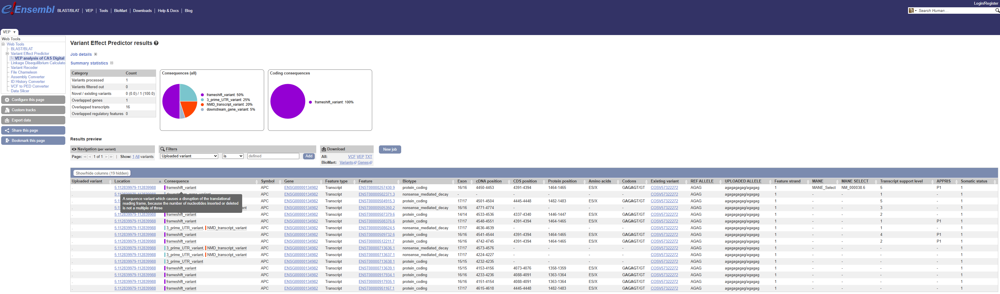 Login/Register
e!Ensembl BLAST/BLAT VEP Tools BioMart Downloads Help & Docs Blog
Search Human…
VEP ▼
Web Tools
Web Tools
BLAST/BLAT
Variant Effect Predictor
VEP analysis of CAS Digital
Linkage Disequilibrium Calculato
Variant Recoder
File Chameleon
Assembly Converter
ID History Converter
VCF to PED Converter
Data Slicer
Configure this page
Custom tracks
Export data
Share this page
Bookmark this page
Variant Effect Predictor results ?
Job details
Summary statistics
Category Count
Variants processed 1
Variants filtered out 0
Novel / existing variants 0 (0.0) / 1 (100.0)
Overlapped genes 1
Overlapped transcripts 16
Overlapped regulatory features 0
Consequences (all)
frameshift_variant: 50%
3_prime_UTR_variant: 25%
NMD_transcript_variant: 20%
downstream_gene_variant: 5%
Coding consequences
frameshift_variant: 100%
Results preview
Navigation (per variant)
Page: 1 of 1 | Show: 1 All variants
Filters
Uploaded variant is defined Add
Download
All: VCF VEP TXT
BioMart: Variants Genes
New job
Show/hide columns (19 hidden)
Uploaded variant Location Consequence Symbol Gene Feature type Feature Biotype Exon cDNA position CDS position Protein position Amino acids Codons Existing variant REF ALLELE UPLOADED ALLELE Feature strand MANE MANE SELECT Transcript support level APPRIS Somatic status
. 5:112839979-112839988 frameshift_variant APC ENSG00000134982 Transcript ENST00000257430.9 protein_coding 16/16 4450-4453 4391-4394 1464-1465 ES/X GAGAGT/GT COSV57322272 AGAG agagagagag/agagag 1 MANE_Select NM_000038.6 5 P1 1
. APC ENSG00000134982 Transcript ENST00000502371.3 nonsense_mediated_decay - - - - - - COSV57322272 AGAG agagagagag/agagag 1 - - 1 - 1
. APC ENSG00000134982 Transcript ENST00000504915.3 protein_coding 17/17 4501-4504 4445-4448 1482-1483 ES/X GAGAGT/GT COSV57322272 AGAG agagagagag/agagag 1 - - 5 - 1
. APC ENSG00000134982 Transcript ENST00000505350.2 nonsense_mediated_decay 16/16 4771-4774 - - - - COSV57322272 AGAG agagagagag/agagag 1 - - 3 - 1
A sequence variant which causes a disruption of the translational
reading frame, because the number of nucleotides inserted or deleted
is not a multiple of three
. 5:112839979-112839988 frameshift_variant APC ENSG00000134982 Transcript ENST00000507379.6 protein_coding 14/14 4533-4536 4337-4340 1446-1447 ES/X GAGAGT/GT COSV57322272 AGAG agagagagag/agagag 1 - - 2 - 1
. 5:112839979-112839988 frameshift_variant APC ENSG00000134982 Transcript ENST00000508376.6 protein_coding 17/17 4548-4551 4391-4394 1464-1465 ES/X GAGAGT/GT COSV57322272 AGAG agagagagag/agagag 1 - - 1 P1 1
. 5:112839979-112839988 3_prime_UTR_variant, NMD_transcript_variant APC ENSG00000134982 Transcript ENST00000508624.5 nonsense_mediated_decay 17/17 4636-4639 - - - - COSV57322272 AGAG agagagagag/agagag 1 - - 1 - 1
. 5:112839979-112839988 frameshift_variant APC ENSG00000134982 Transcript ENST00000509732.6 protein_coding 16/16 4541-4544 4391-4394 1464-1465 ES/X GAGAGT/GT COSV57322272 AGAG agagagagag/agagag 1 - - 4 P1 1
. 5:112839979-112839988 frameshift_variant APC ENSG00000134982 Transcript ENST00000512211.7 protein_coding 16/16 4742-4745 4391-4394 1464-1465 ES/X GAGAGT/GT COSV57322272 AGAG agagagagag/agagag 1 - - 2 P1 1
. 5:112839979-112839988 3_prime_UTR_variant, NMD_transcript_variant APC ENSG00000134982 Transcript ENST00000713636.1 nonsense_mediated_decay 17/17 4573-4576 - - - - COSV57322272 AGAG agagagagag/agagag 1 - - - - 1
. 5:112839979-112839988 3_prime_UTR_variant, NMD_transcript_variant APC ENSG00000134982 Transcript ENST00000713637.1 nonsense_mediated_decay 17/17 4224-4227 - - - - COSV57322272 AGAG agagagagag/agagag 1 - - - - 1
. 5:112839979-112839988 3_prime_UTR_variant APC ENSG00000134982 Transcript ENST00000713638.1 protein_coding 15/15 4232-4235 - - - - COSV57322272 AGAG agagagagag/agagag 1 - - - - 1
. 5:112839979-112839988 frameshift_variant APC ENSG00000134982 Transcript ENST00000713639.1 protein_coding 15/15 4153-4156 4073-4076 1358-1359 ES/X GAGAGT/GT COSV57322272 AGAG agagagagag/agagag 1 - - - - 1
. 5:112839979-112839988 frameshift_variant APC ENSG00000134982 Transcript ENST00000917934.1 protein_coding 16/16 4233-4236 4088-4091 1363-1364 ES/X GAGAGT/GT COSV57322272 AGAG agagagagag/agagag 1 - - - - 1
. 5:112839979-112839988 frameshift_variant APC ENSG00000134982 Transcript ENST00000917935.1 protein_coding 16/16 4151-4154 4088-4091 1363-1364 ES/X GAGAGT/GT COSV57322272 AGAG agagagagag/agagag 1 - - - - 1
. 5:112839979-112839988 frameshift_variant APC ENSG00000134982 Transcript ENST00000951167.1 protein_coding 17/17 4615-4618 4445-4448 1482-1483 ES/X GAGAGT/GT COSV57322272 AGAG agagagagag/agagag 1 - - - - 1